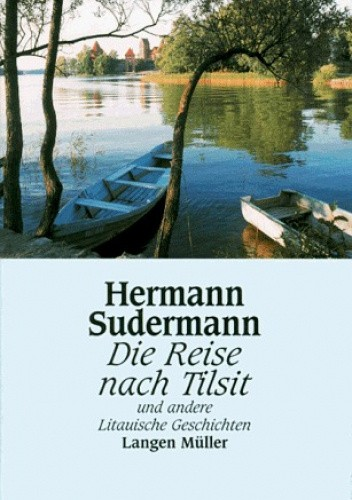 Hermann
Sudermann
Die Reise
nach Tilsit
und andere
Litauische Geschichten
Langen Müller